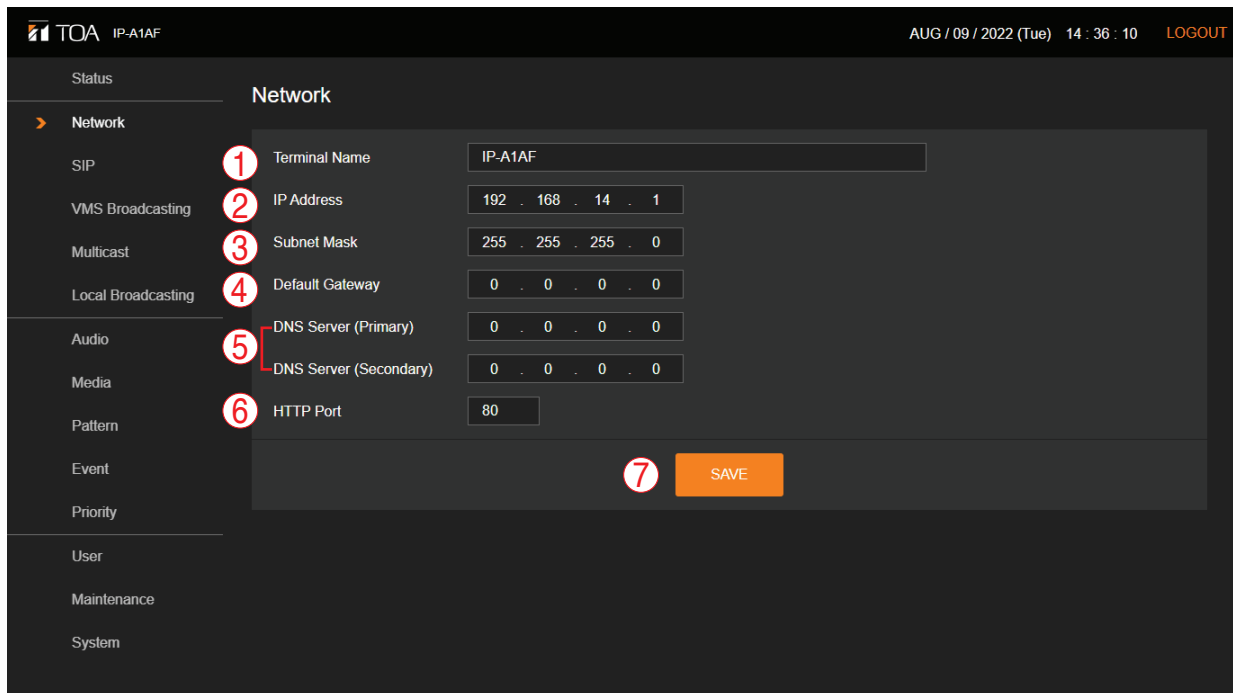 TOA IP-A1AF AUG / 09 / 2022 (Tue) 14 : 36 : 10 LOGOUT
Status
Network
SIP
VMS Broadcasting
Multicast
Local Broadcasting
Audio
Media
Pattern
Event
Priority
User
Maintenance
System
Network
1 Terminal Name IP-A1AF
2 IP Address 192 . 168 . 14 . 1
3 Subnet Mask 255 . 255 . 255 . 0
4 Default Gateway 0 . 0 . 0 . 0
5 DNS Server (Primary) 0 . 0 . 0 . 0
DNS Server (Secondary) 0 . 0 . 0 . 0
6 HTTP Port 80
7 SAVE